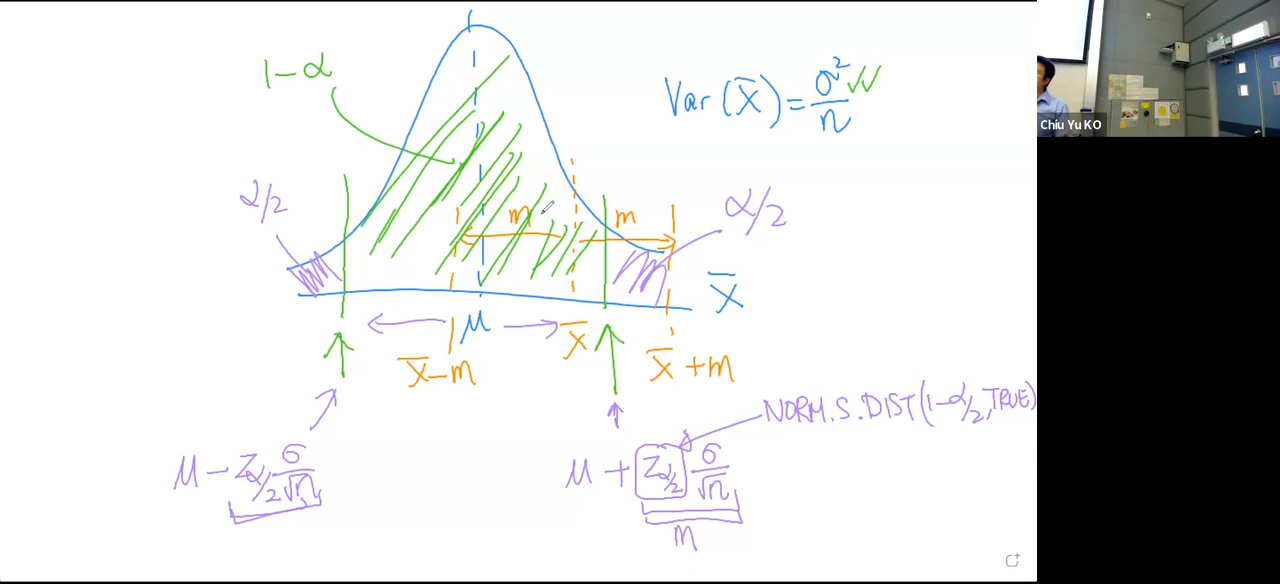 1-α
Var(X̄) = σ²/n ✓✓
α/2
α/2
m
m
X̄
μ
X̄
X̄-m
X̄+m
NORM.S.DIST(1-α/2,TRUE)
μ - Zα/2 σ/√n
μ + Zα/2 σ/√n
m
Chiu Yu KO